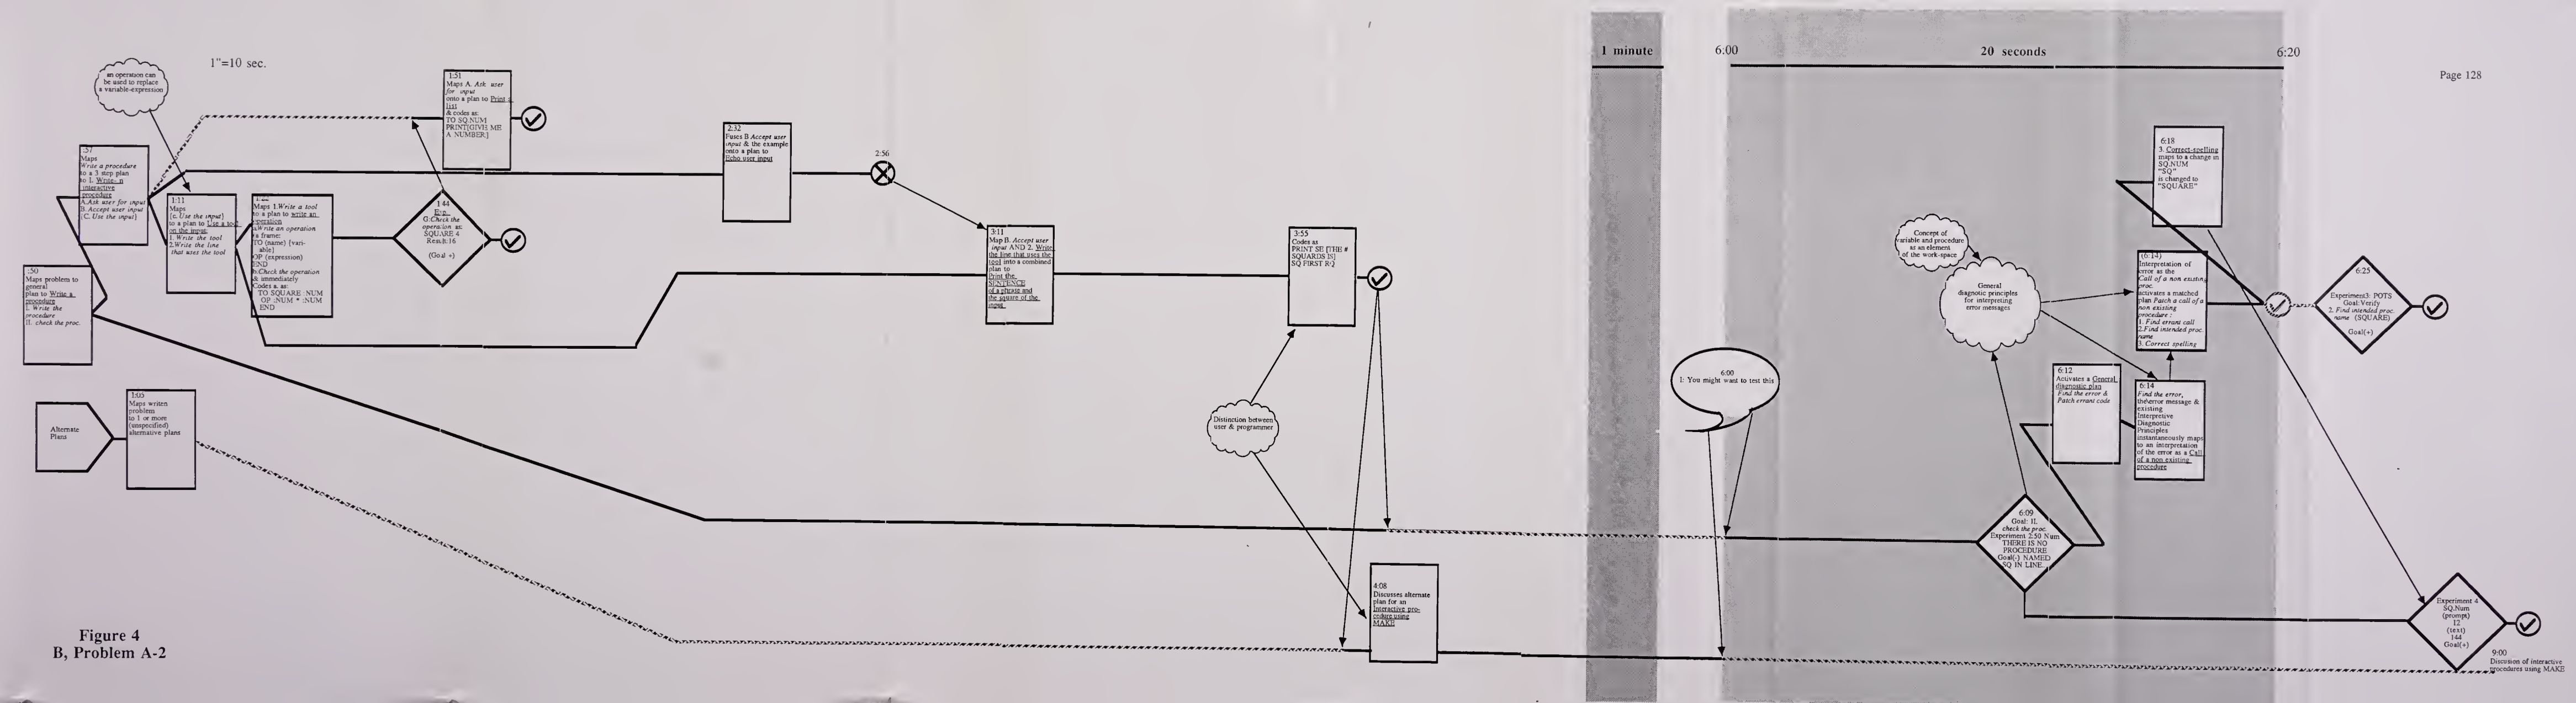 1 minute
6:00
20 seconds
6:20
Page 128
1"=10 sec.
an operation can
be used to replace
a variable-expression
1:51
Maps A. Ask user
for input
onto a plan to Print a
list
& codes as:
TO SQ.NUM
PRINT[GIVE ME
A NUMBER]
:57
Maps
Write a procedure
to a 3 step plan
to I. Write- n
interactive
procedure
A.Ask user for input
B. Accept user input
{C. Use the input}
1:11
Maps
{c. Use the input}
to a plan to Use a tool
on the input:
1. Write the tool
2.Write the line
that uses the tool
Maps 1.Write a tool
to a plan to write an
operation
a.Write an operation
's frame:
TO (name) {vari-
able}
OP (expression)
END
b.Check the operation
& immediately
Codes a. as:
TO SQUARE :NUM
OP :NUM * :NUM
END
1:44
Exp.
G:Check the
operation as:
SQUARE 4
Result:16
(Goal +)
:50
Maps problem to
general
plan to Write a
procedure
I. Write the
procedure
II. check the proc.
Alternate
Plans
1:05
Maps writen
problem
to 1 or more
(unspecified)
alternative plans
2:32
Fuses B Accept user
input & the example
onto a plan to
Echo user input
2:56
3:11
Map B. Accept user
input AND 2. Write
the line that uses the
tool into a combined
plan to
Print the
SENTENCE
of a phrase and
the square of the
input.
3:55
Codes as
PRINT SE [THE #
SQUARDS IS]
SQ FIRST RQ
Distinction between
user & programmer
4:08
Discusses alternate
plan for an
Interactive pro-
cedure using
MAKE
6:00
I: You might want to test this
Concept of
variable and procedure
as an element
of the work-space
General
diagnostic principles
for interpreting
error messages
6:09
Goal: II.
check the proc.
Experiment 2:50 Num
THERE IS NO
PROCEDURE
Goal(-) NAMED
SQ IN LINE..
6:12
Activates a General
diagnostic plan
Find the error &
Patch errant code
6:14
Find the error,
the error message &
existing
Interpretive
Diagnostic
Principles
instantaneously maps
to an interpretation
of the error as a Call
of a non existing
procedure
(6:14)
Interpretation of
error as the
Call of a non existing
proc.
activates a matched
plan Patch a call of a
non existing
procedure :
1. Find errant call
2.Find intended proc.
name
3. Correct spelling
6:18
3. Correct-spelling
maps to a change in
SQ.NUM
"SQ"
is changed to
"SQUARE"
6:25
Experiment3: POTS
Goal:Verify
2. Find intended proc.
name (SQUARE)
Goal(+)
Experiment 4
SQ.Num
(prompt)
12
(text)
144
Goal(+)
9:00
Discusion of interactive
procedures using MAKE
Figure 4
B, Problem A-2